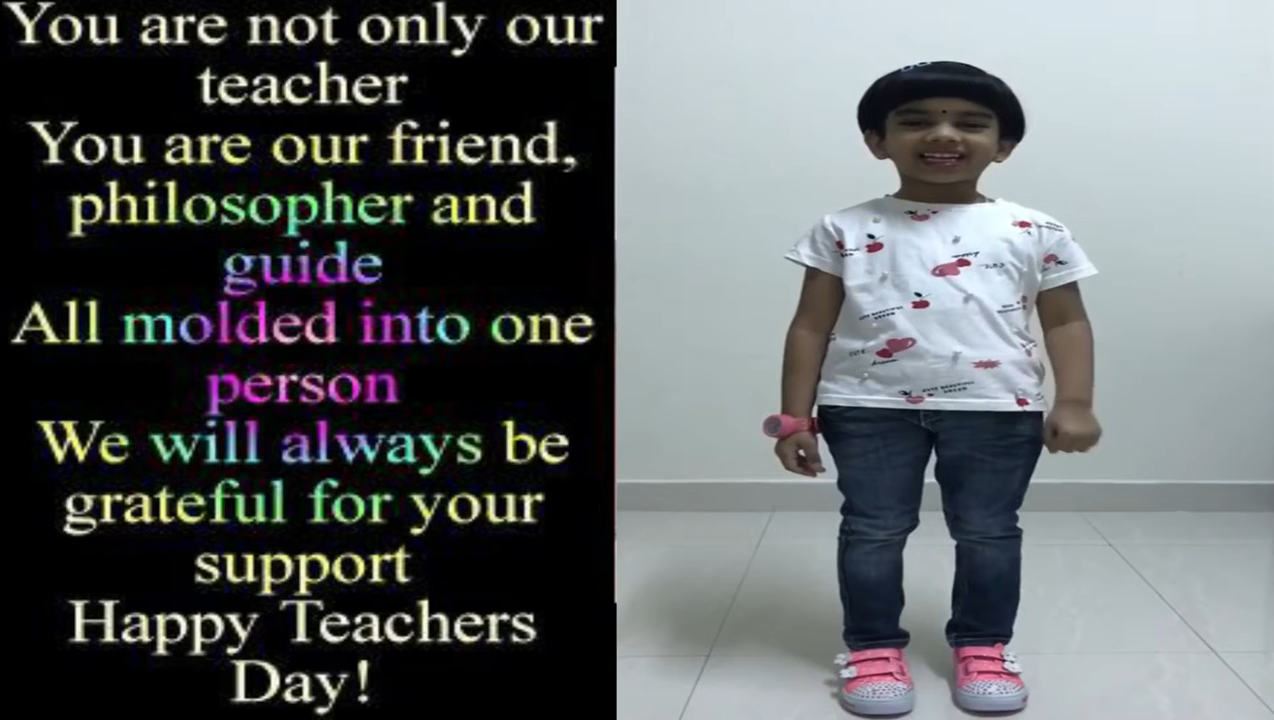 You are not only our
teacher
You are our friend,
philosopher and
guide
All molded into one
person
We will always be
grateful for your
support
Happy Teachers
Day!